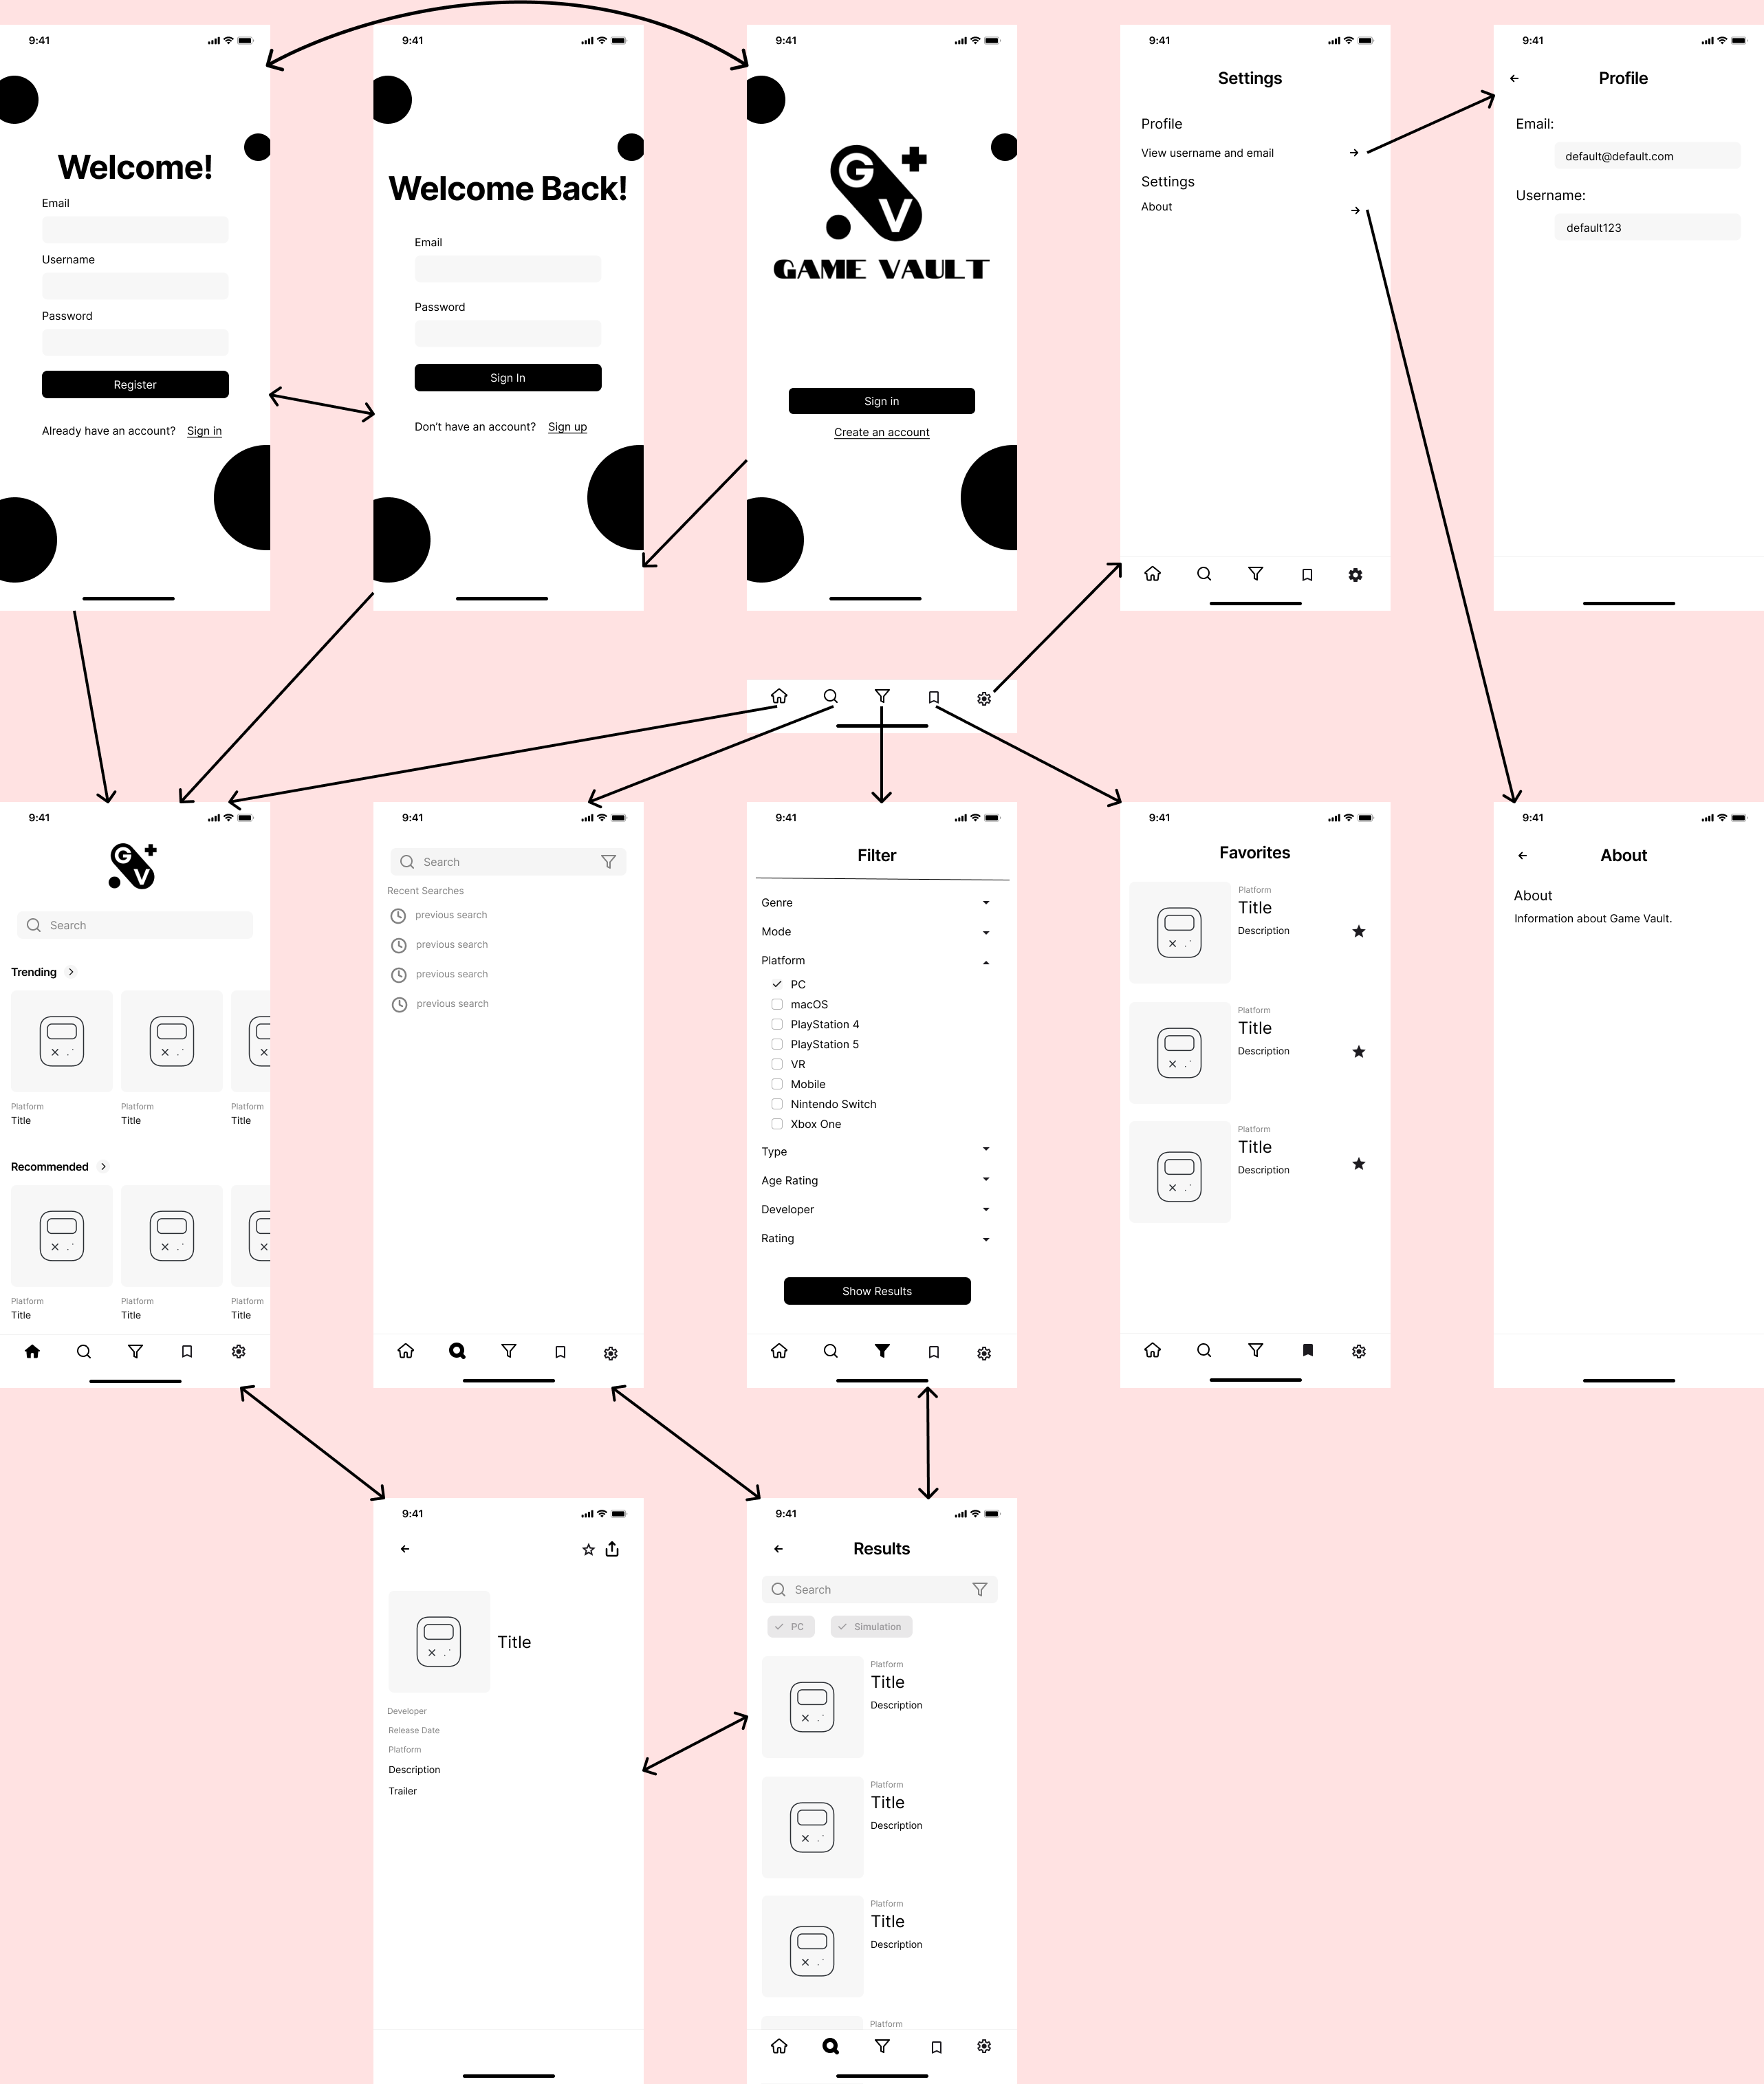 9:41
Welcome!
Email
Username
Password
Register
Already have an account? Sign in
9:41
Welcome Back!
Email
Password
Sign In
Don't have an account? Sign up
9:41
G
V
GAME VAULT
Sign in
Create an account
9:41
Settings
Profile
View username and email
Settings
About
9:41
Profile
Email:
default@default.com
Username:
default123
9:41
G
V
Search
Trending
Platform
Title
Platform
Title
Platform
Title
Recommended
Platform
Title
Platform
Title
Platform
Title
9:41
Search
Recent Searches
previous search
previous search
previous search
previous search
9:41
Filter
Genre
Mode
Platform
PC
macOS
PlayStation 4
PlayStation 5
VR
Mobile
Nintendo Switch
Xbox One
Type
Age Rating
Developer
Rating
Show Results
9:41
Favorites
Platform
Title
Description
Platform
Title
Description
Platform
Title
Description
9:41
About
About
Information about Game Vault.
9:41
Title
Developer
Release Date
Platform
Description
Trailer
9:41
Results
Search
PC
Simulation
Platform
Title
Description
Platform
Title
Description
Platform
Title
Description
Platform